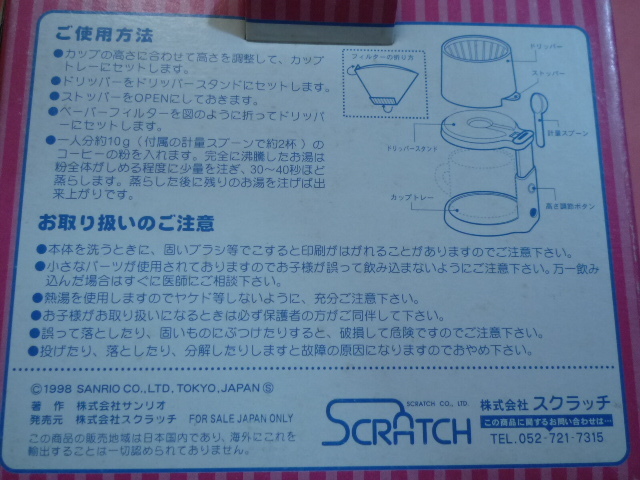 ご使用方法
●カップの高さに合わせて高さを調整して、カップ
トレーにセットします。
●ドリッパーをドリッパースタンドにセットします。
●ストッパーをOPENにしておきます。
●ペーパーフィルターを図のように折ってドリッパー
にセットします。
●一人分約10g（付属の計量スプーンで約2杯）の
コーヒーの粉を入れます。完全に沸騰したお湯は
粉全体がしめる程度に少量を注ぎ、30〜40秒ほど
蒸らします。蒸らした後に残りのお湯を注げば出
来上がりです。
フィルターの折り方
ドリッパー
ストッパー
計量スプーン
ドリッパースタンド
カップトレー
高さ調節ボタン
お取り扱いのご注意
●本体を洗うときに、固いブラシ等でこすると印刷がはがれることがありますのでご注意下さい。
●小さなパーツが使用されておりますのでお子様が誤って飲み込まないようにご注意下さい。万一飲み
込んだ場合はすぐに医師にご相談下さい。
●熱湯を使用しますのでヤケド等しないように、充分ご注意下さい。
●お子様がお取り扱いになるときは必ず保護者の方がご同伴して下さい。
●誤って落としたり、固いものにぶつけたりすると、破損して危険ですのでご注意下さい。
●投げたり、落としたり、分解したりしますと故障の原因になりますのでおやめ下さい。
©1998 SANRIO CO.,LTD. TOKYO,JAPAN Ⓢ
著作 株式会社サンリオ
発売元 株式会社スクラッチ FOR SALE JAPAN ONLY
この商品の販売地域は日本国内であり、海外にこれを
輸出することは一切認められておりません。
SCRATCH CO., LTD.
SCRATCH
株式会社 スクラッチ
この商品に関するお問い合わせは…
TEL.052-721-7315